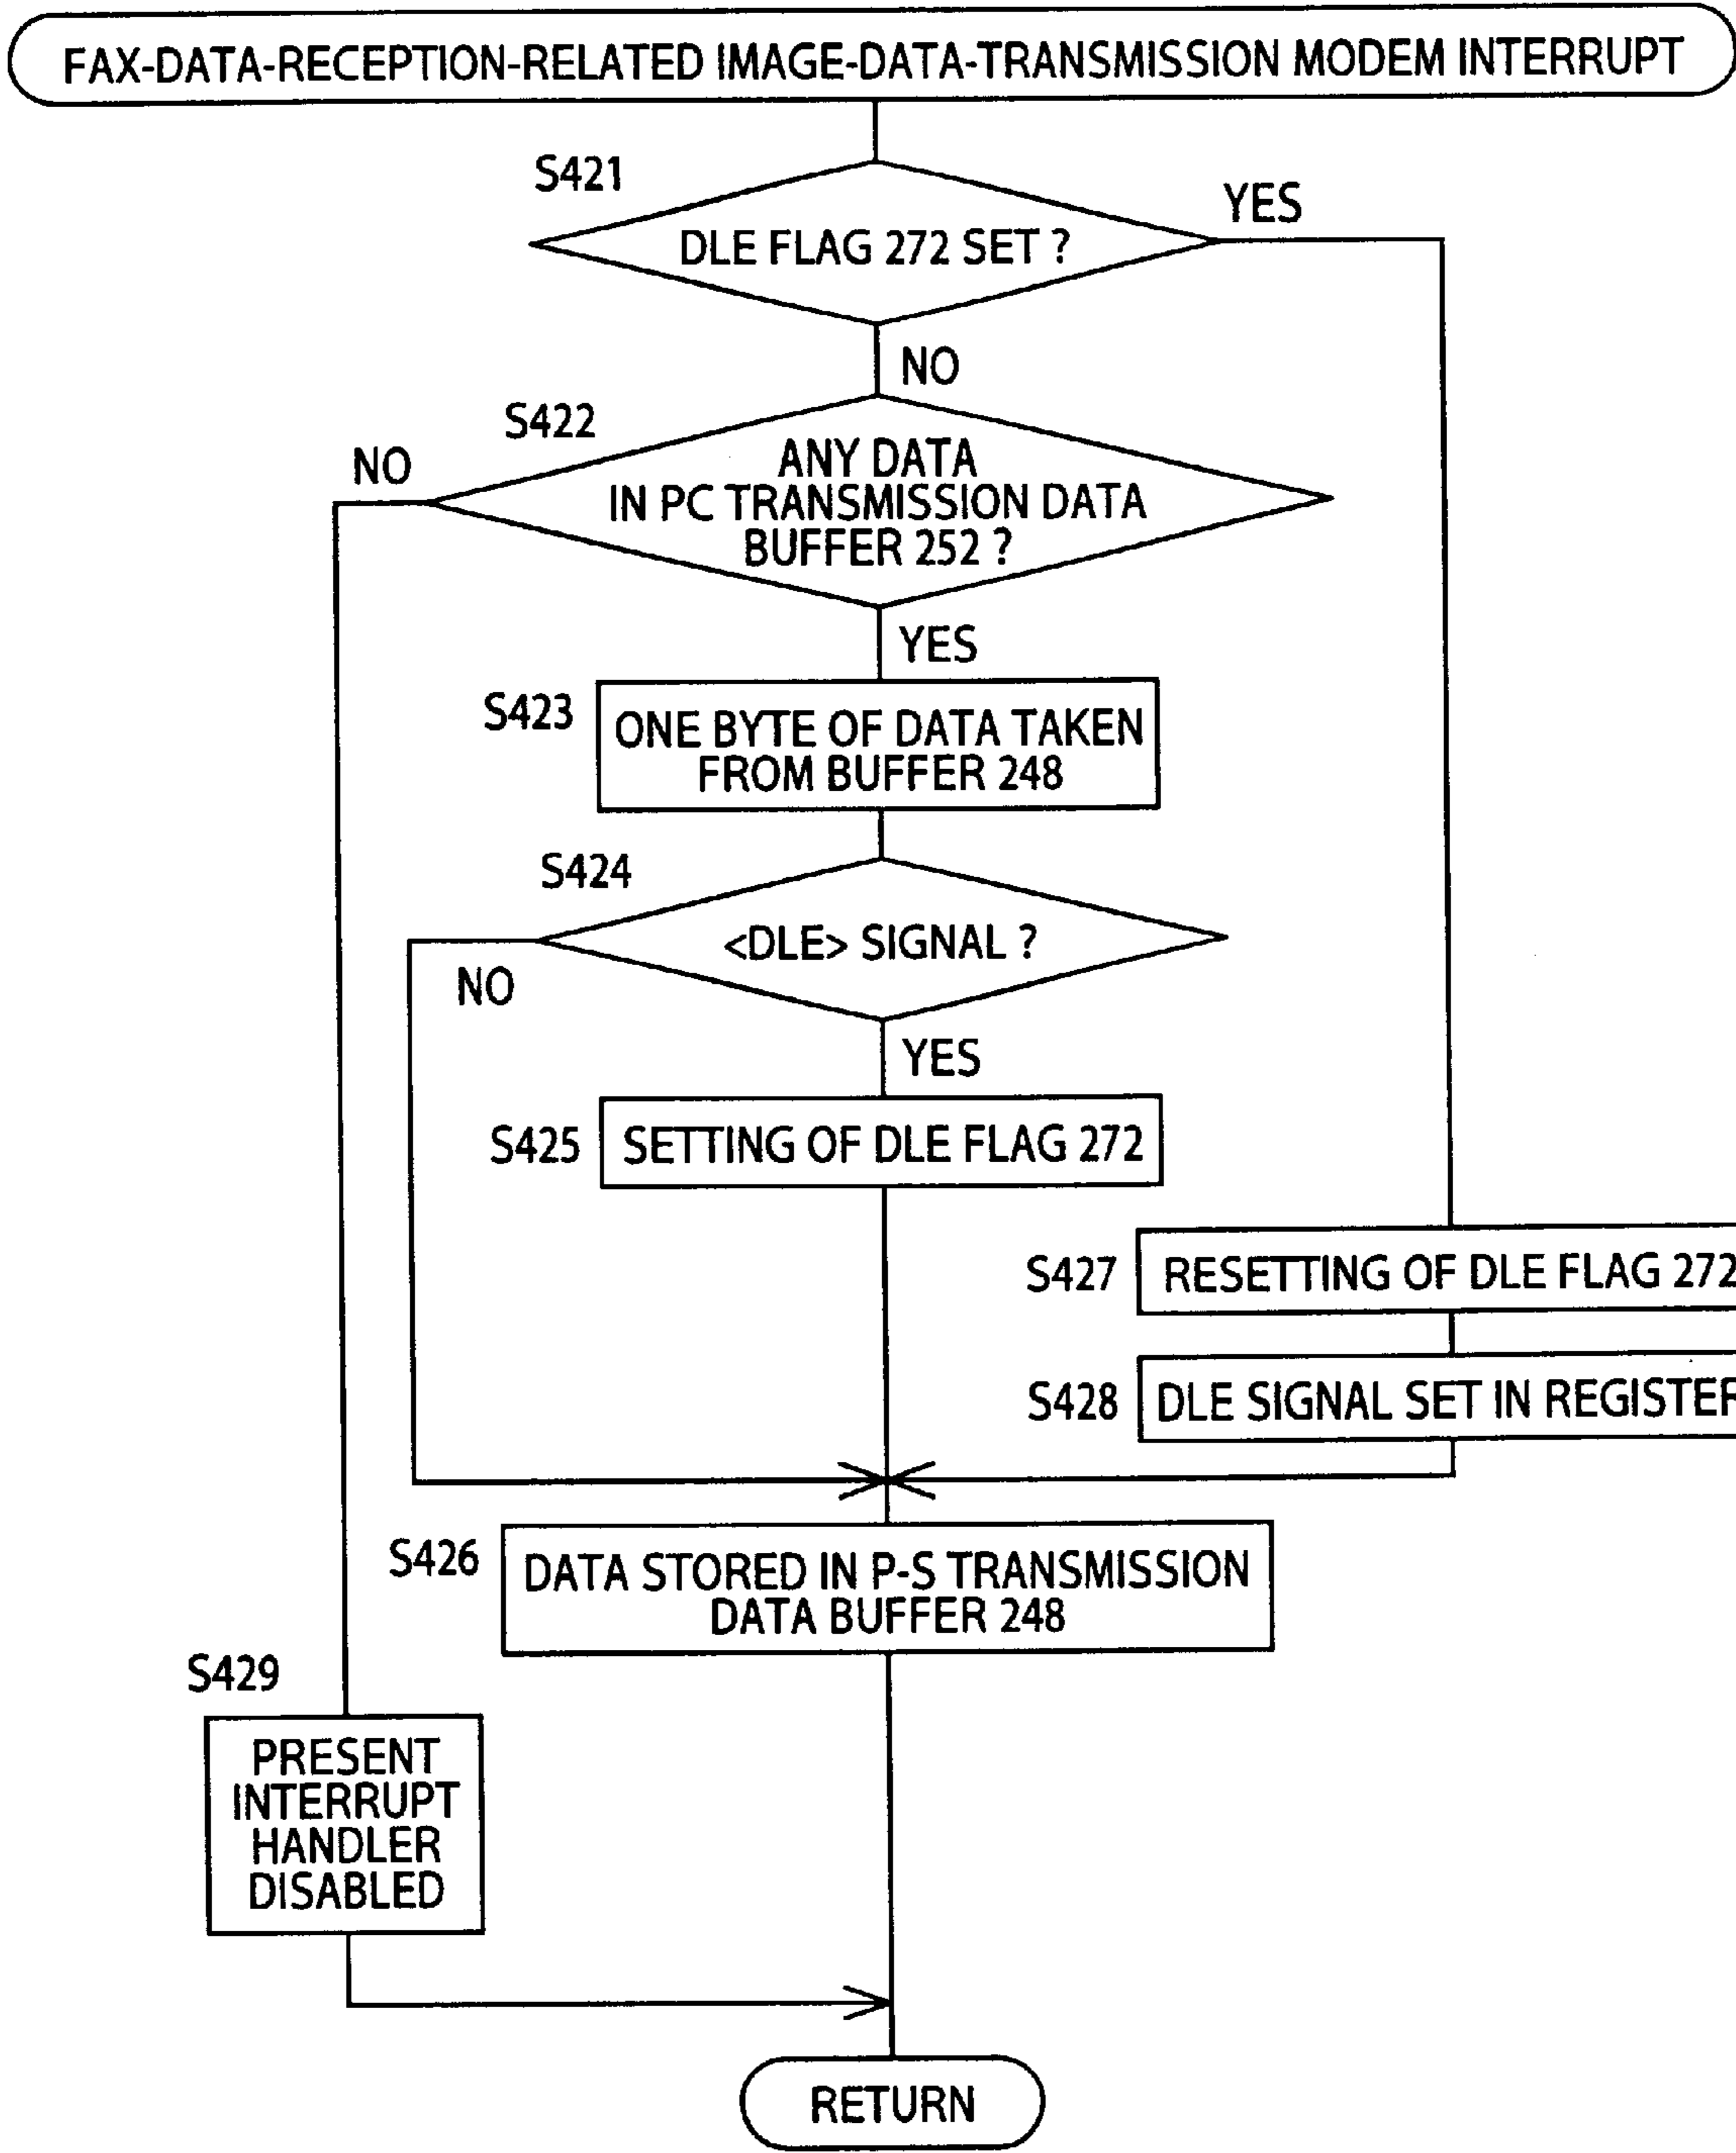 FAX-DATA-RECEPTION-RELATED IMAGE-DATA-TRANSMISSION MODEM INTERRUPT
S421
YES
DLE FLAG 272 SET ?
NO
S422
NO
ANY DATA
IN PC TRANSMISSION DATA
BUFFER 252 ?
YES
S423
ONE BYTE OF DATA TAKEN
FROM BUFFER 248
S424
<DLE> SIGNAL ?
NO
YES
S425
SETTING OF DLE FLAG 272
S427
RESETTING OF DLE FLAG 272
S428
DLE SIGNAL SET IN REGISTER
S426
DATA STORED IN P-S TRANSMISSION
DATA BUFFER 248
S429
PRESENT
INTERRUPT
HANDLER
DISABLED
RETURN